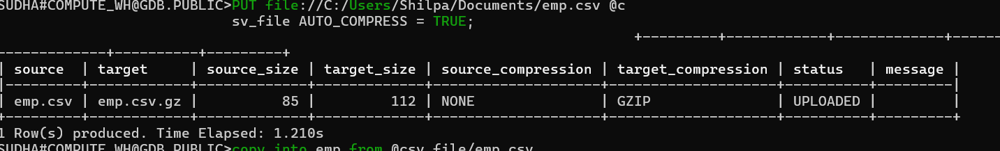 SUDHA#COMPUTE_WH@GDB.PUBLIC>PUT file://C:/Users/Shilpa/Documents/emp.csv @c
sv_file AUTO_COMPRESS = TRUE;
+---------+------------+-------------+------
-------------+----------+---------+
| source | target | source_size | target_size | source_compression | target_compression | status | message |
|---------+------------+-------------+-------------+--------------------+--------------------+----------+---------|
| emp.csv | emp.csv.gz | 85 | 112 | NONE | GZIP | UPLOADED | |
+---------+------------+-------------+-------------+--------------------+--------------------+----------+---------+
1 Row(s) produced. Time Elapsed: 1.210s
SUDHA#COMPUTE_WH@GDB.PUBLIC>copy into emp from @csv_file/emp.csv